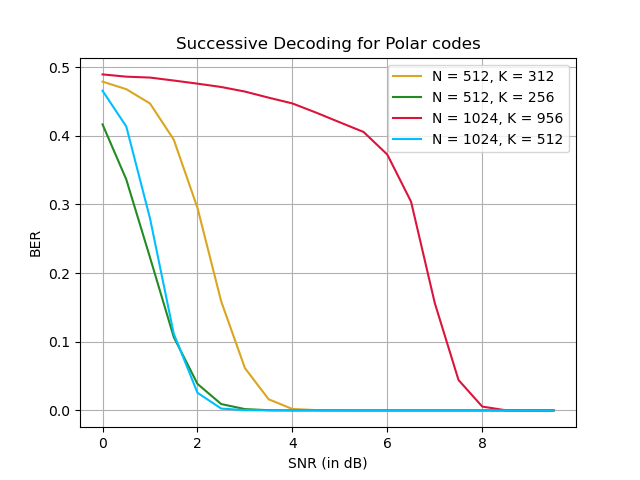 Successive Decoding for Polar codes
N = 512, K = 312
N = 512, K = 256
N = 1024, K = 956
N = 1024, K = 512
0.5
0.4
0.3
0.2
0.1
0.0
BER
0 2 4 6 8
SNR (in dB)